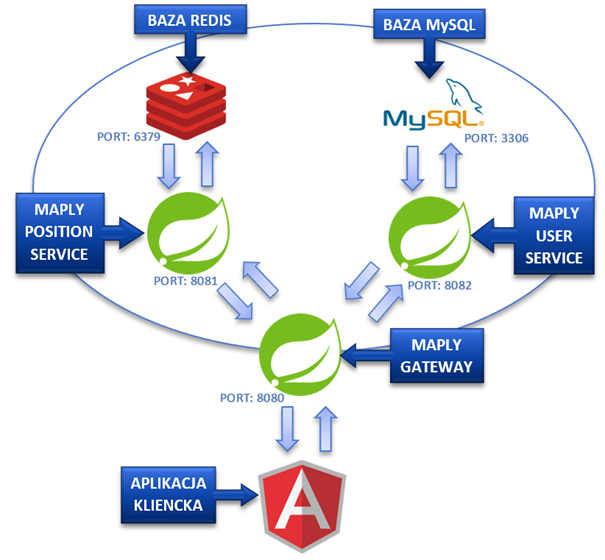 BAZA REDIS
BAZA MySQL
MySQL®
PORT: 6379
PORT: 3306
MAPLY
POSITION
SERVICE
MAPLY
USER
SERVICE
PORT: 8081
PORT: 8082
MAPLY
GATEWAY
PORT: 8080
APLIKACJA
KLIENCKA
A